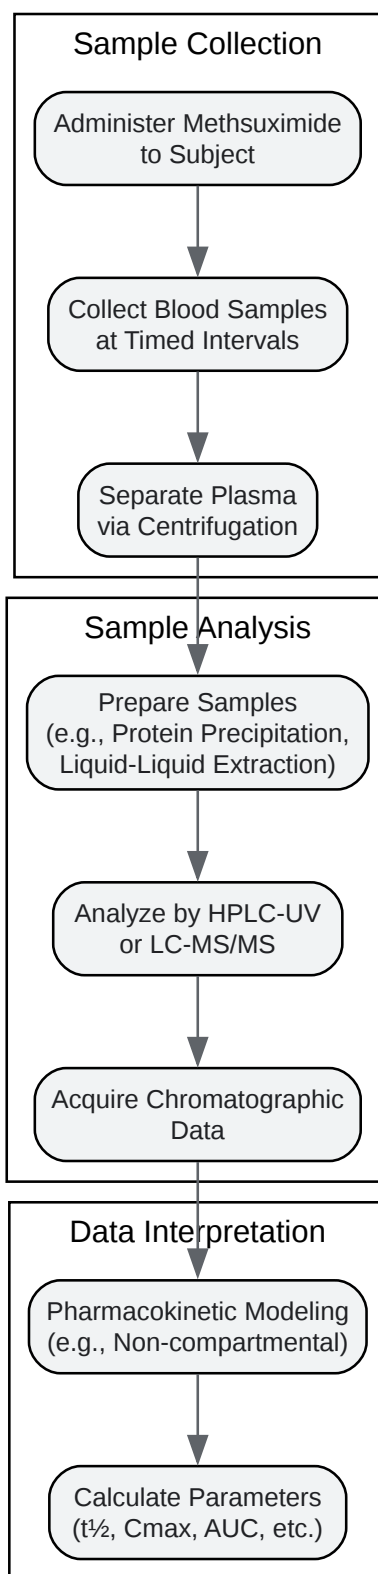 Sample Collection
Administer Methsuximide
to Subject
Collect Blood Samples
at Timed Intervals
Separate Plasma
via Centrifugation
Sample Analysis
Prepare Samples
(e.g., Protein Precipitation,
Liquid-Liquid Extraction)
Analyze by HPLC-UV
or LC-MS/MS
Acquire Chromatographic
Data
Data Interpretation
Pharmacokinetic Modeling
(e.g., Non-compartmental)
Calculate Parameters
(t½, Cmax, AUC, etc.)